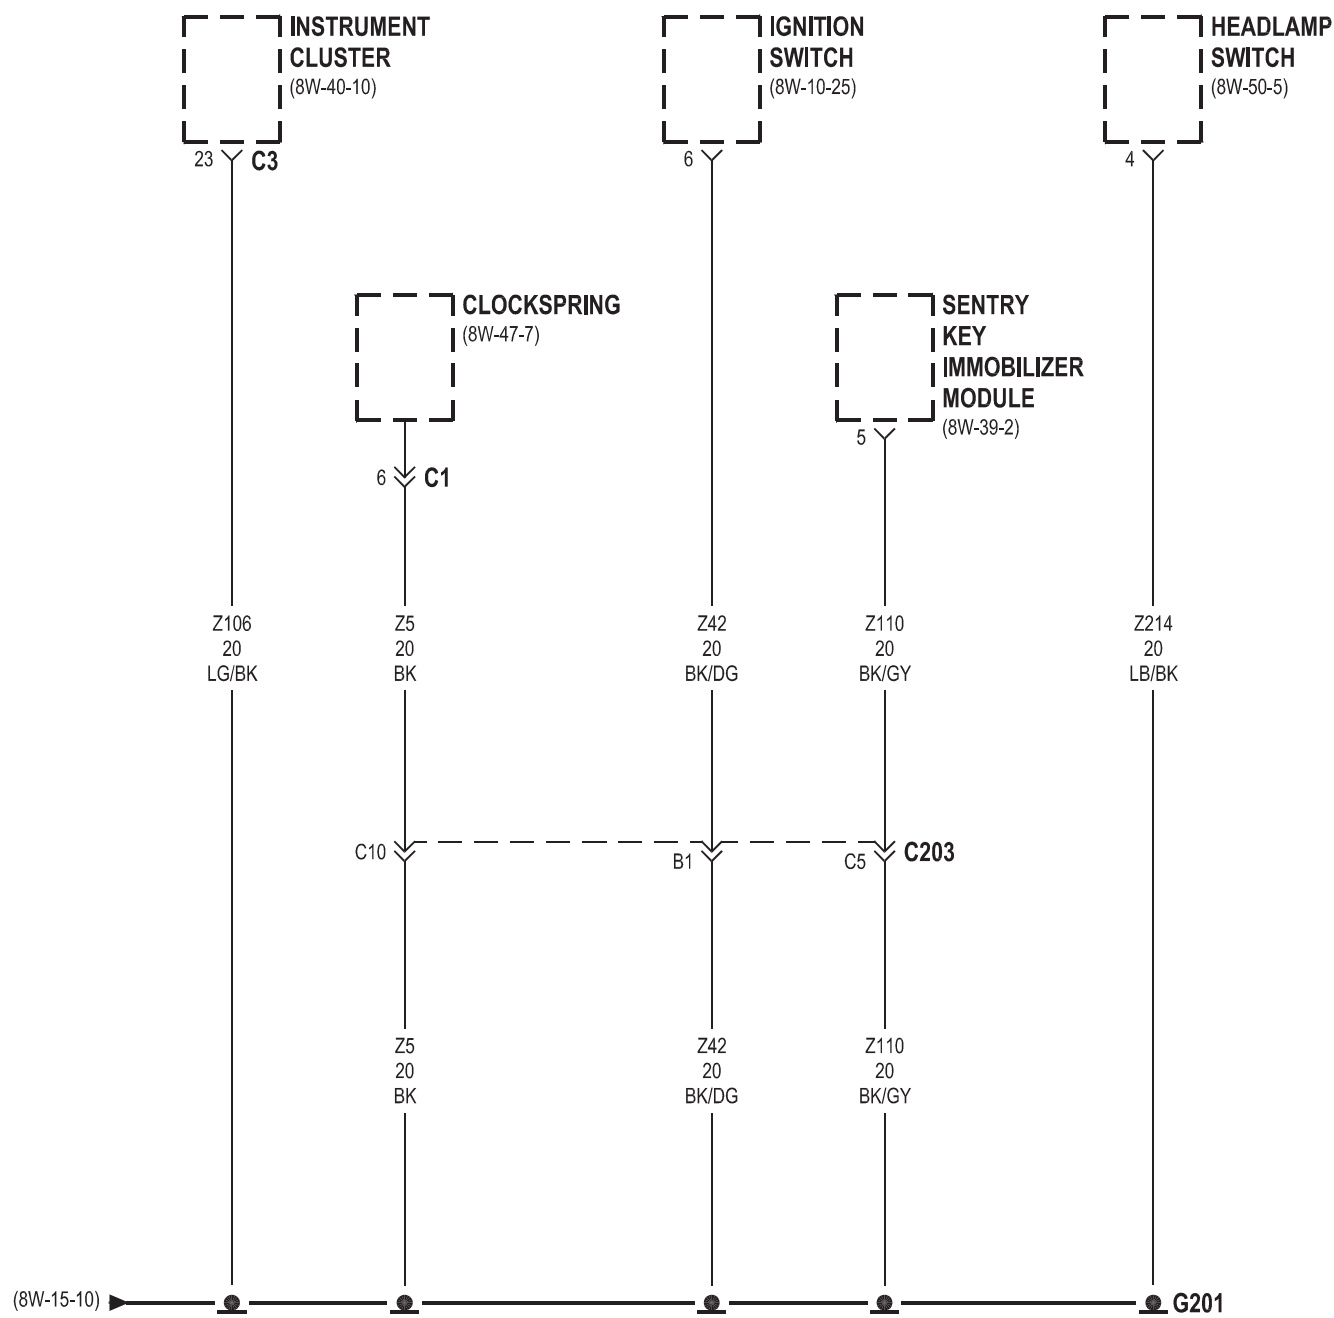 INSTRUMENT
CLUSTER
(8W-40-10)
23
C3
IGNITION
SWITCH
(8W-10-25)
6
HEADLAMP
SWITCH
(8W-50-5)
4
CLOCKSPRING
(8W-47-7)
6
C1
SENTRY
KEY
IMMOBILIZER
MODULE
(8W-39-2)
5
Z106
20
LG/BK
Z5
20
BK
Z42
20
BK/DG
Z110
20
BK/GY
Z214
20
LB/BK
C10
B1
C5
C203
Z5
20
BK
Z42
20
BK/DG
Z110
20
BK/GY
(8W-15-10)
G201